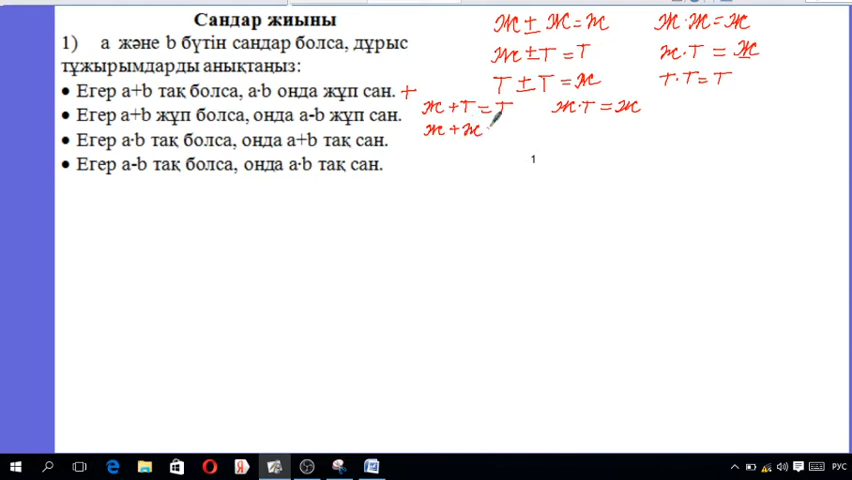 Сандар жиыны
1) a және b бүтін сандар болса, дұрыс
тұжырымдарды анықтаңыз:
• Егер a+b тақ болса, a·b онда жұп сан. +
• Егер a+b жұп болса, онда a-b жұп сан.
• Егер a·b тақ болса, онда a+b тақ сан.
• Егер a-b тақ болса, онда a·b тақ сан.
Ж ± Ж = Ж
Ж ± Т = Т
Т ± Т = Ж
Ж · Ж = Ж
Ж · Т = Ж
Т · Т = Т
Ж + Т = Т
Ж · Т = Ж
Ж + Ж
1
РУС